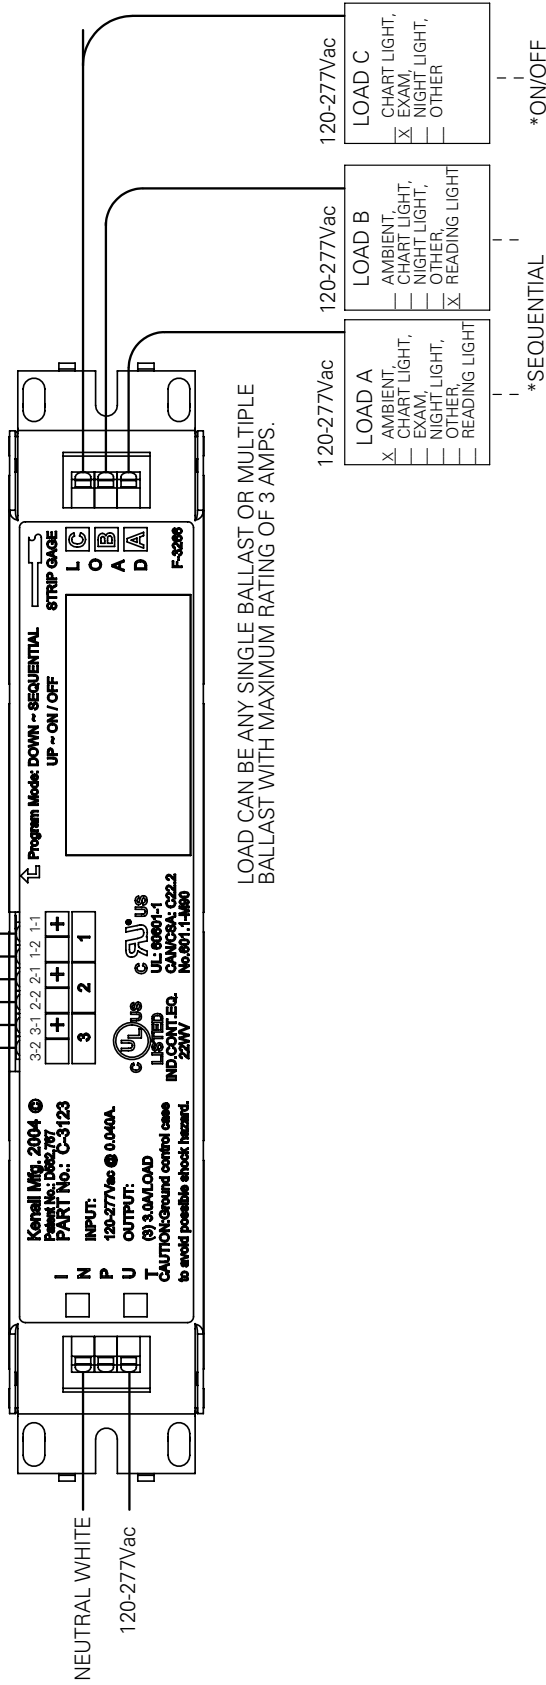 NEUTRAL WHITE
120-277Vac
I
N
P
U
T
Kenall Mfg. 2004 ©
Patent No.: D562,767
PART No.: C-3123
INPUT:
120-277Vac @ 0.040A.
OUTPUT:
(3) 3.0A/LOAD
CAUTION:Ground control case
to avoid possible shock hazard.
3-2 3-1 2-2 2-1 1-2 1-1
+ + +
3 2 1
C UL US
LISTED
IND.CONT.EQ.
22WV
C RU US
UL: 60601-1
CAN/CSA: C22.2
No.601.1-M90
Program Mode: DOWN ~ SEQUENTIAL
UP ~ ON / OFF
STRIP GAGE
L C
O B
A
D A
F-3266
LOAD CAN BE ANY SINGLE BALLAST OR MULTIPLE
BALLAST WITH MAXIMUM RATING OF 3 AMPS.
120-277Vac
LOAD A
X AMBIENT,
CHART LIGHT,
EXAM,
NIGHT LIGHT,
OTHER,
READING LIGHT
120-277Vac
LOAD B
AMBIENT,
CHART LIGHT,
NIGHT LIGHT,
OTHER,
X READING LIGHT
*SEQUENTIAL
120-277Vac
LOAD C
CHART LIGHT,
X EXAM,
NIGHT LIGHT,
OTHER
*ON/OFF